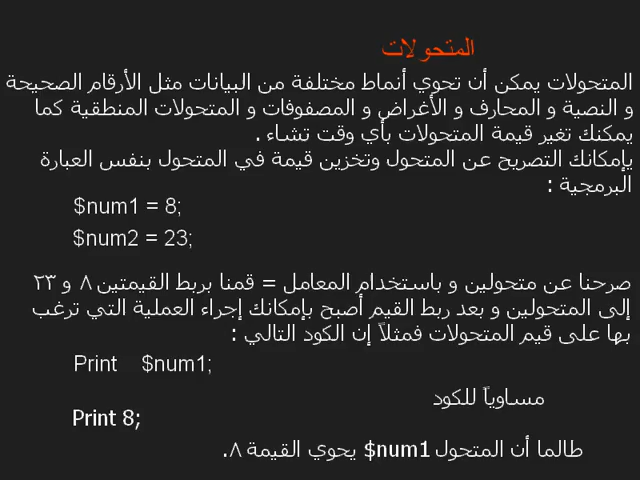 المتحولات
المتحولات يمكن أن تحوي أنماط مختلفة من البيانات مثل الأرقام الصحيحة
و النصية و المحارف و الأغراض و المصفوفات و المتحولات المنطقية كما
يمكنك تغير قيمة المتحولات بأي وقت تشاء .
يإمكانك التصريح عن المتحول وتخزين قيمة في المتحول بنفس العبارة
البرمجية :
$num1 = 8;
$num2 = 23;
صرحنا عن متحولين و باستخدام المعامل = قمنا بربط القيمتين ٨ و ٢٣
إلى المتحولين و بعد ربط القيم أصبح بإمكانك إجراء العملية التي ترغب
بها على قيم المتحولات فمثلاً إن الكود التالي :
Print $num1;
مساوياً للكود
Print 8;
طالما أن المتحول $num1 يحوي القيمة ٨.